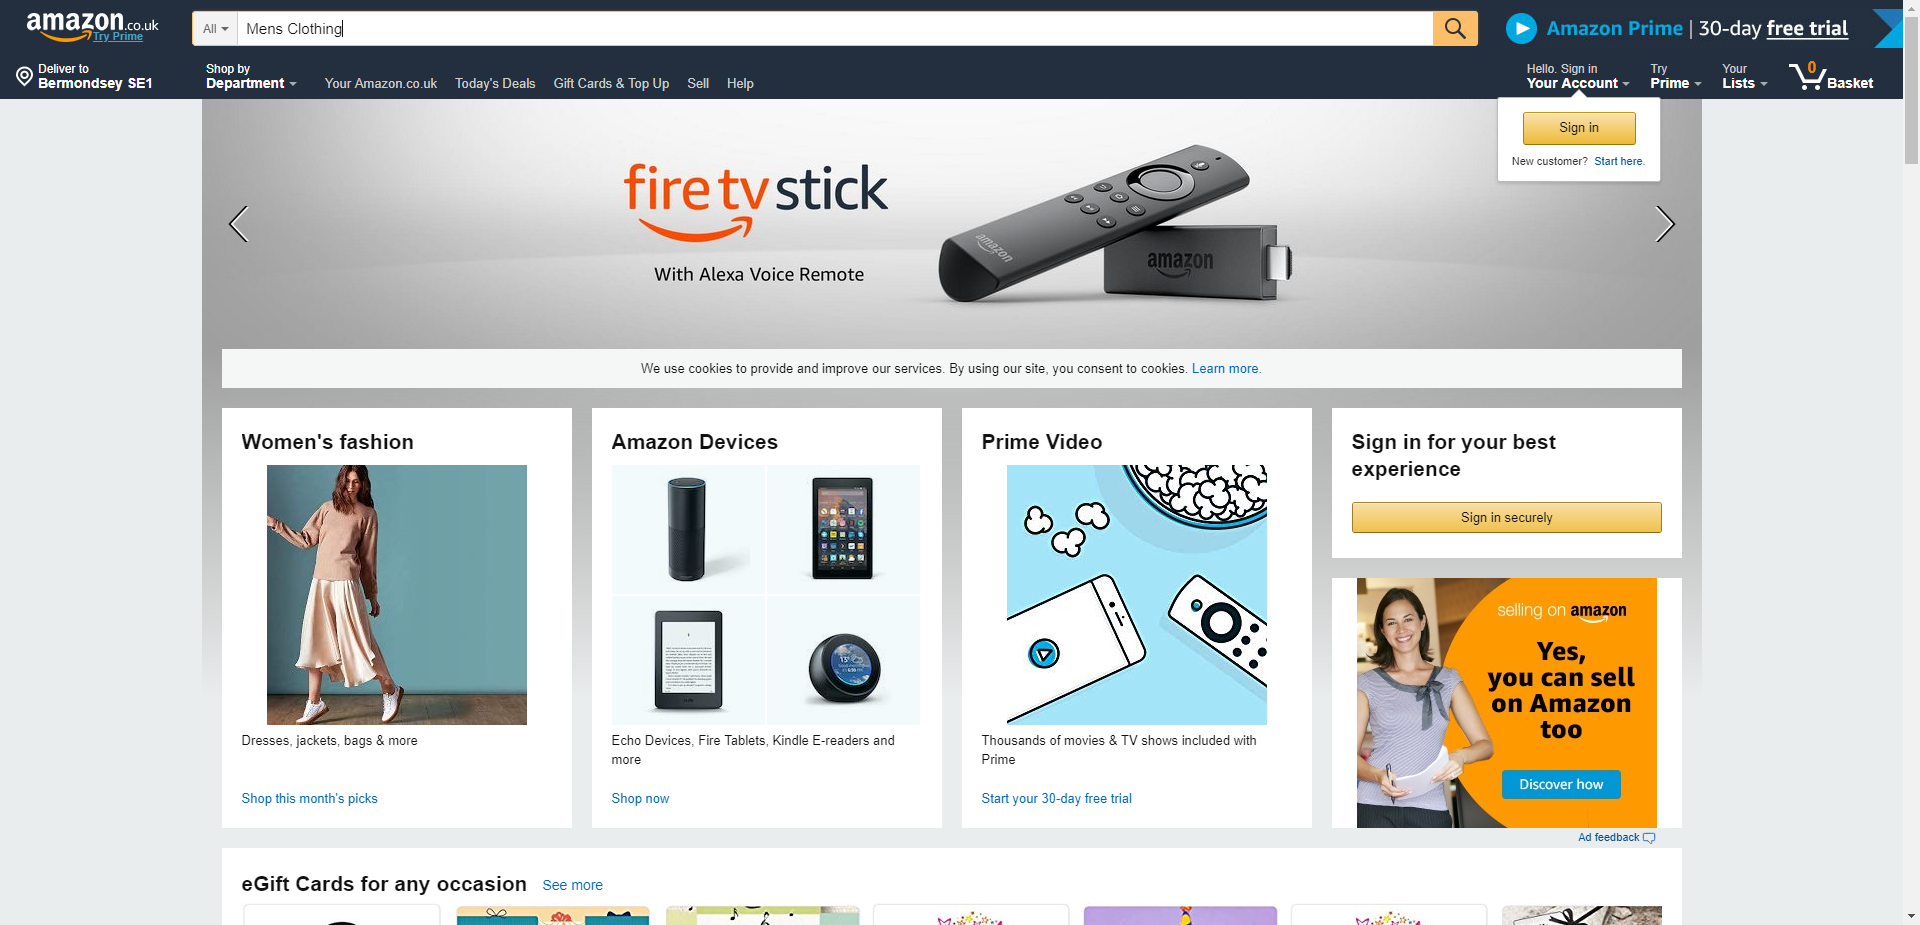 amazon.co.uk
Try Prime
All
Mens Clothing
Amazon Prime | 30-day free trial
Deliver to
Bermondsey SE1
Shop by
Department
Your Amazon.co.uk
Today's Deals
Gift Cards & Top Up
Sell
Help
Hello. Sign in
Your Account
Try
Prime
Your
Lists
0
Basket
Sign in
New customer? Start here.
fire tv stick
With Alexa Voice Remote
amazon
amazon
We use cookies to provide and improve our services. By using our site, you consent to cookies. Learn more.
Women's fashion
Dresses, jackets, bags & more
Shop this month's picks
Amazon Devices
Echo Devices, Fire Tablets, Kindle E-readers and
more
Shop now
Prime Video
Thousands of movies & TV shows included with
Prime
Start your 30-day free trial
Sign in for your best
experience
Sign in securely
selling on amazon
Yes,
you can sell
on Amazon
too
Discover how
Ad feedback
eGift Cards for any occasion
See more